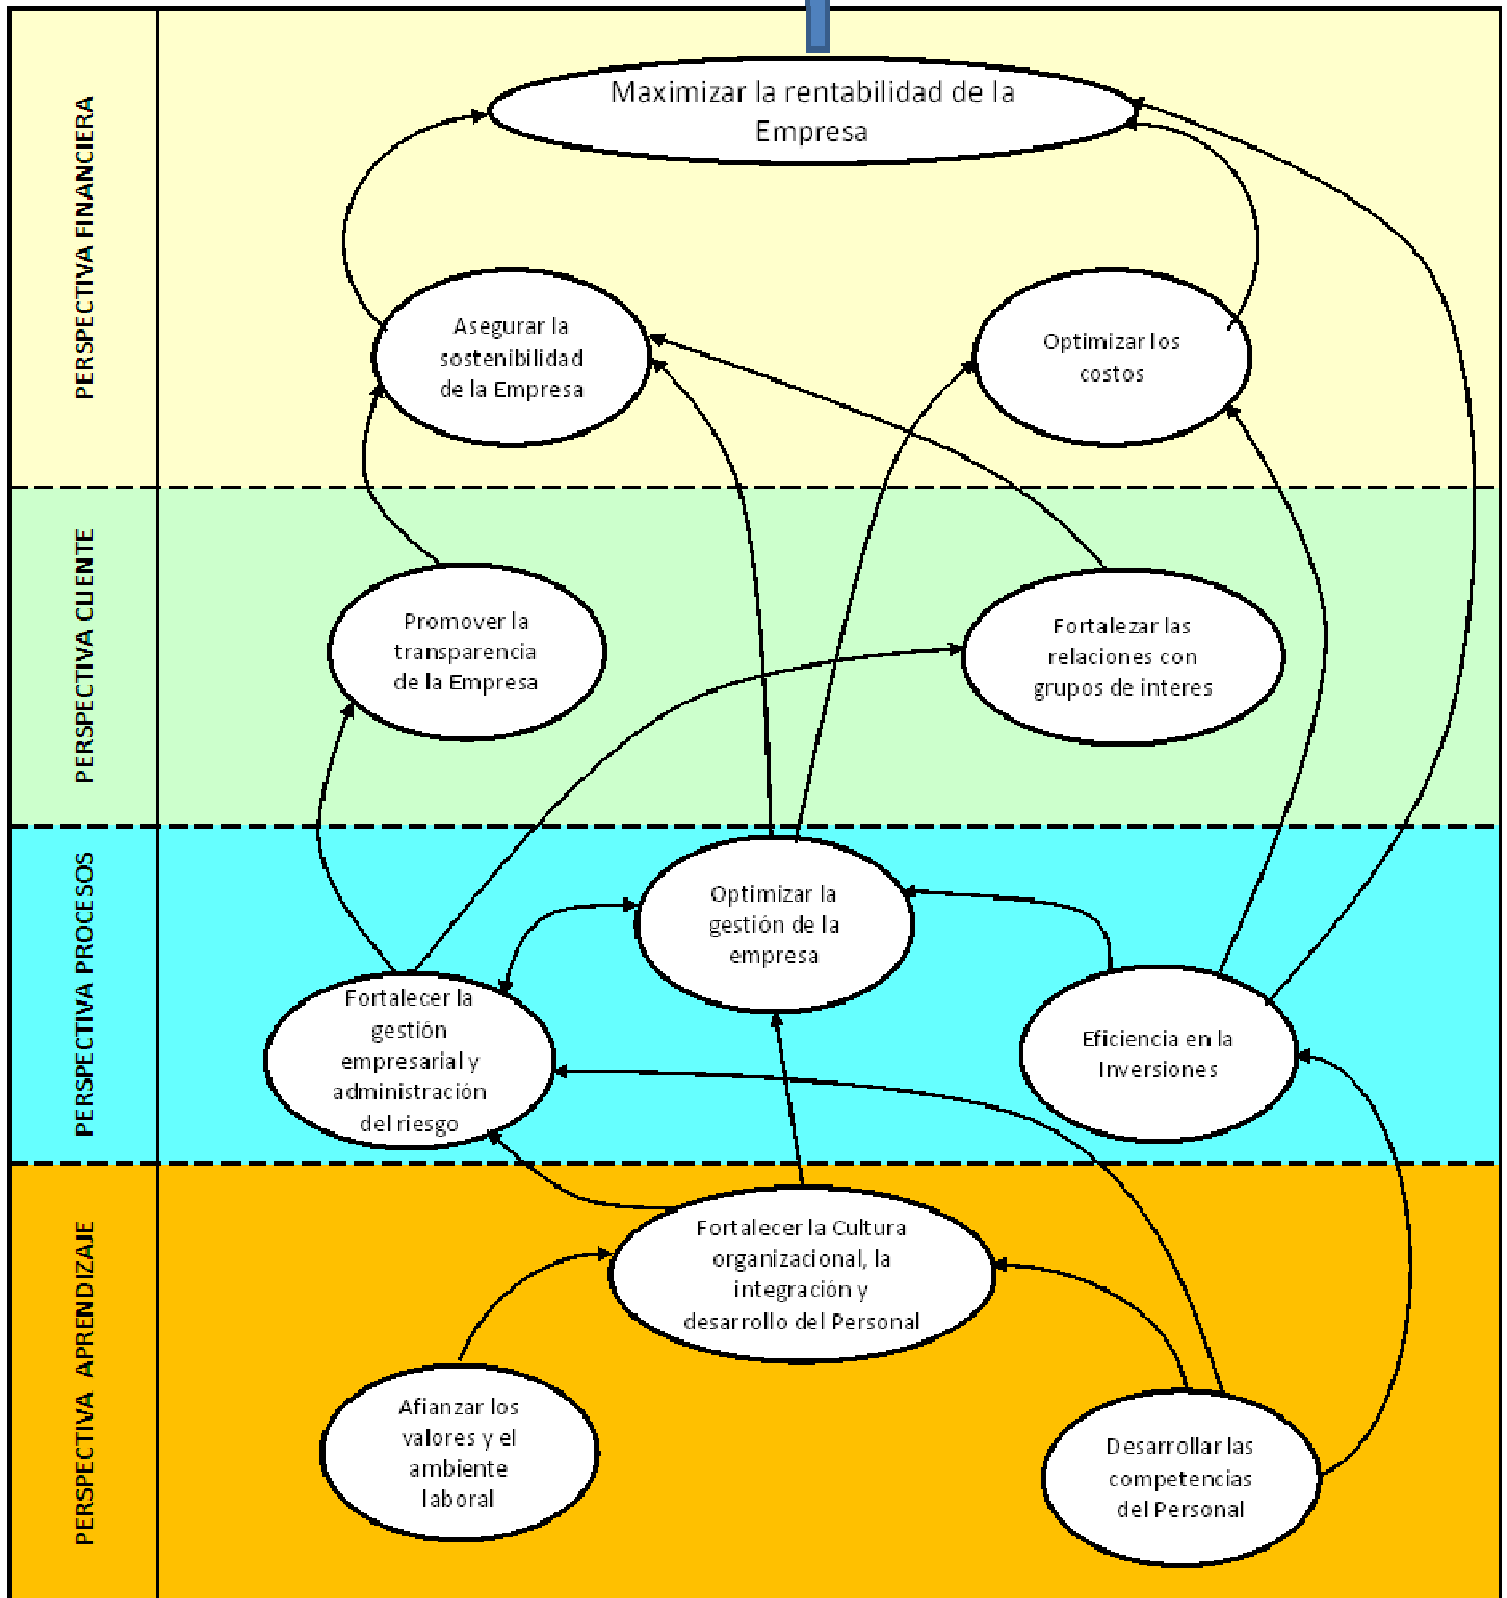 PERSPECTIVA FINANCIERA
Maximizar la rentabilidad de la
Empresa
Asegurar la
sostenibilidad
de la Empresa
Optimizar los
costos
PERSPECTIVA CLIENTE
Promover la
transparencia
de la Empresa
Fortalezar las
relaciones con
grupos de interes
PERSPECTIVA PROCESOS
Optimizar la
gestión de la
empresa
Fortalecer la
gestión
empresarial y
administración
del riesgo
Eficiencia en la
Inversiones
PERSPECTIVA APRENDIZAJE
Fortalecer la Cultura
organizacional, la
integración y
desarrollo del Personal
Afianzar los
valores y el
ambiente
laboral
Desarrollar las
competencias
del Personal